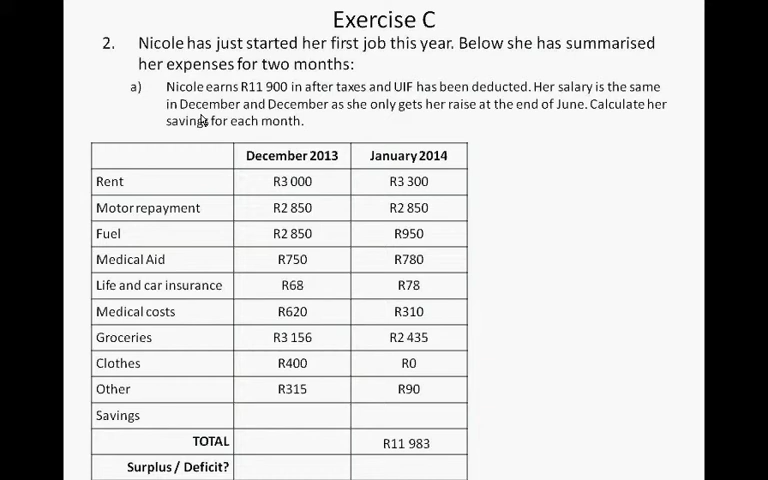 Exercise C
2. Nicole has just started her first job this year. Below she has summarised
her expenses for two months:
a) Nicole earns R11 900 in after taxes and UIF has been deducted. Her salary is the same
in December and December as she only gets her raise at the end of June. Calculate her
savings for each month.
December 2013 January 2014
Rent R3 000 R3 300
Motor repayment R2 850 R2 850
Fuel R2 850 R950
Medical Aid R750 R780
Life and car insurance R68 R78
Medical costs R620 R310
Groceries R3 156 R2 435
Clothes R400 R0
Other R315 R90
Savings
TOTAL R11 983
Surplus / Deficit?